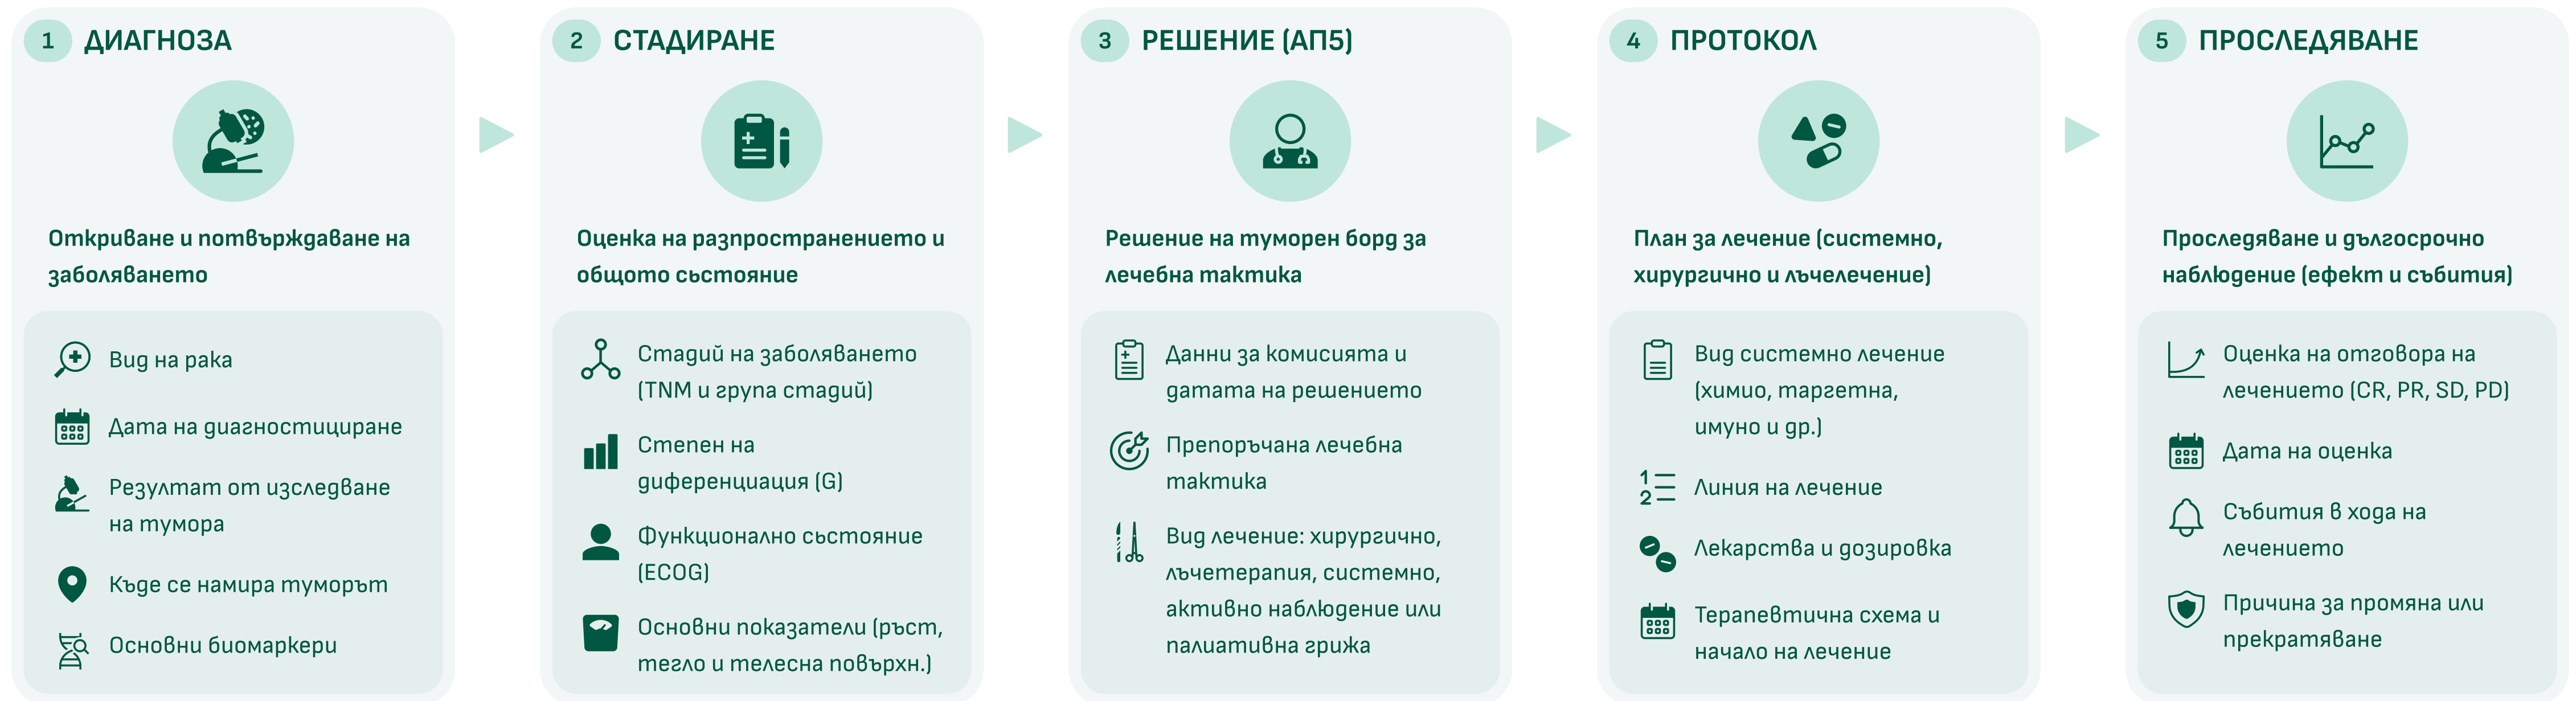 1 ДИАГНОЗА
Откриване и потвърждаване на
заболяването
Вид на рака
Дата на диагностициране
Резултат от изследване
на тумора
Къде се намира туморът
Основни биомаркери
2 СТАДИРАНЕ
Оценка на разпространението и
общото състояние
Стадий на заболяването
(TNM и група стадий)
Степен на
диференциация (G)
Функционално състояние
(ECOG)
Основни показатели (ръст,
тегло и телесна повърхн.)
3 РЕШЕНИЕ (АП5)
Решение на туморен борд за
лечебна тактика
Данни за комисията и
датата на решението
Препоръчана лечебна
тактика
Вид лечение: хирургично,
лъчетерапия, системно,
активно наблюдение или
палиативна грижа
4 ПРОТОКОЛ
План за лечение (системно,
хирургично и лъчелечение)
Вид системно лечение
(химио, таргетна,
имуно и др.)
1
2
Линия на лечение
Лекарства и дозировка
Терапевтична схема и
начало на лечение
5 ПРОСЛЕДЯВАНЕ
Проследяване и дългосрочно
наблюдение (ефект и събития)
Оценка на отговора на
лечението (CR, PR, SD, PD)
Дата на оценка
Събития в хода на
лечението
Причина за промяна или
прекратяване